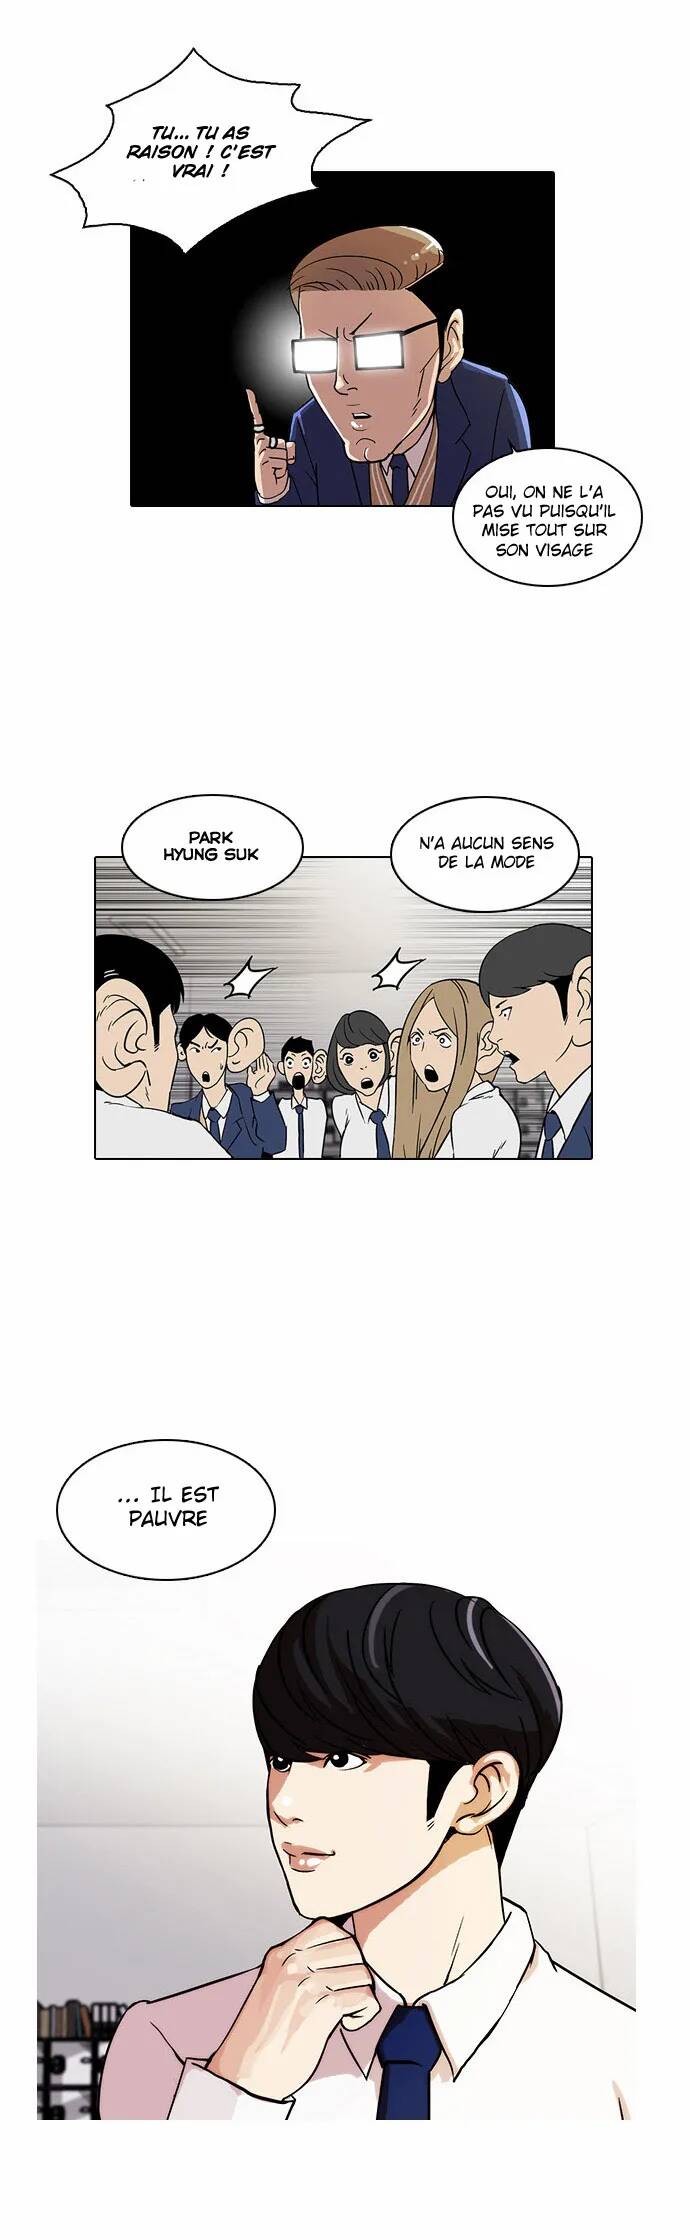 TU... TU AS
RAISON ! C'EST
VRAI !
OUI, ON NE L'A
PAS VU PUISQU'IL
MISE TOUT SUR
SON VISAGE
PARK
HYUNG SUK
N'A AUCUN SENS
DE LA MODE
... IL EST
PAUVRE